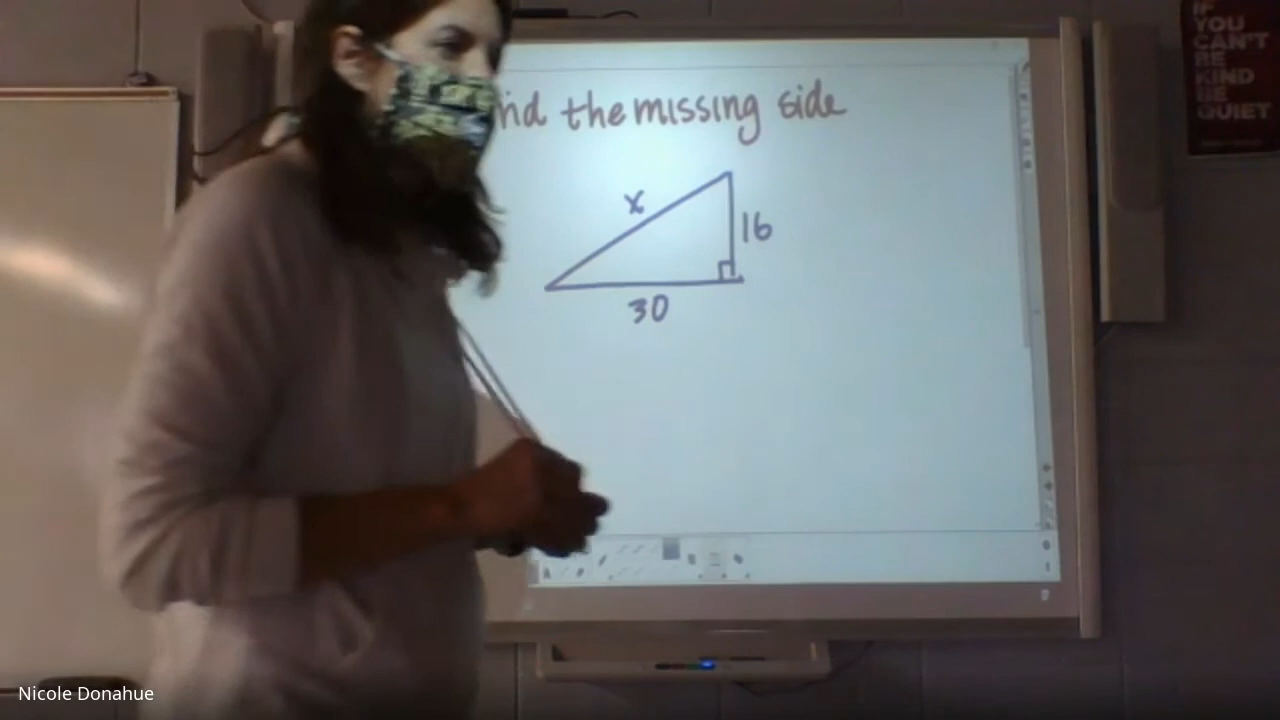 nd the missing side
x
16
30
IF
YOU
CAN'T
BE
KIND
BE
QUIET
Nicole Donahue